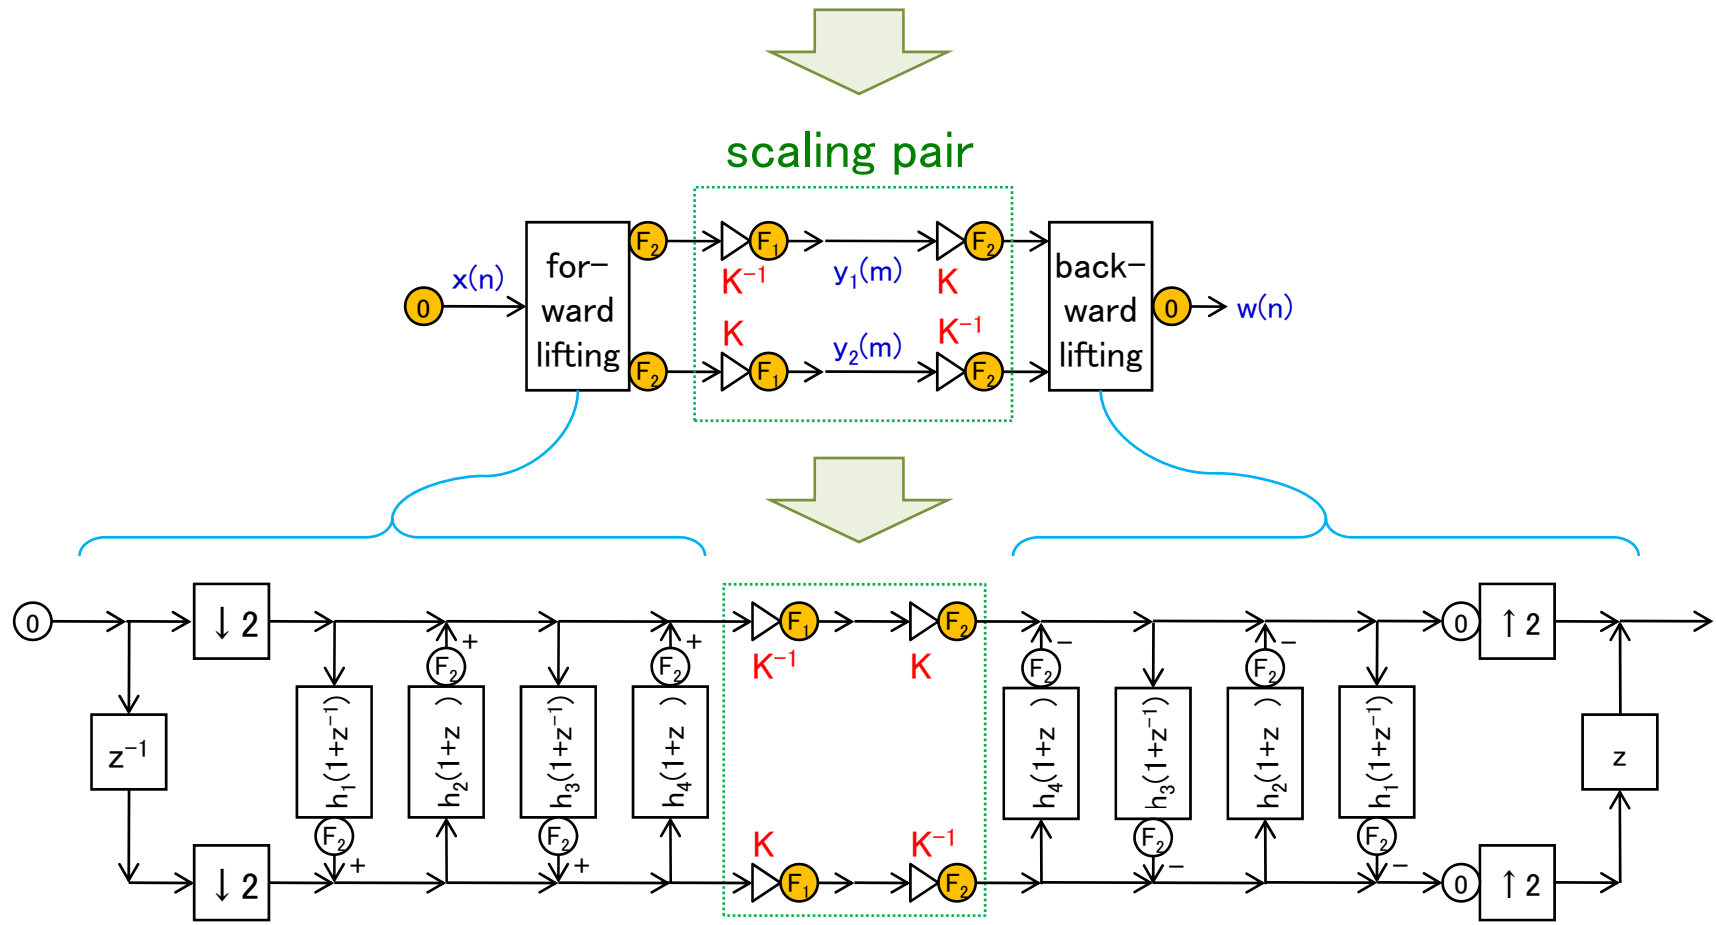 scaling pair
F₂ F₁ F₂
for-
ward
lifting
back-
ward
lifting
x(n)
K⁻¹
y₁(m)
K
0
0
w(n)
K
y₂(m)
K⁻¹
F₂ F₁ F₂
0
↓2
F₁ F₂
0
↑2
+ + - -
F₂ F₂ F₂ F₂
K⁻¹ K
z⁻¹
h₁(1+z⁻¹)
h₂(1+z )
h₃(1+z⁻¹)
h₄(1+z )
h₄(1+z )
h₃(1+z⁻¹)
h₂(1+z )
h₁(1+z⁻¹)
z
F₂ F₂ F₂ F₂
+ + - -
K K⁻¹
↓2
F₁ F₂
0
↑2